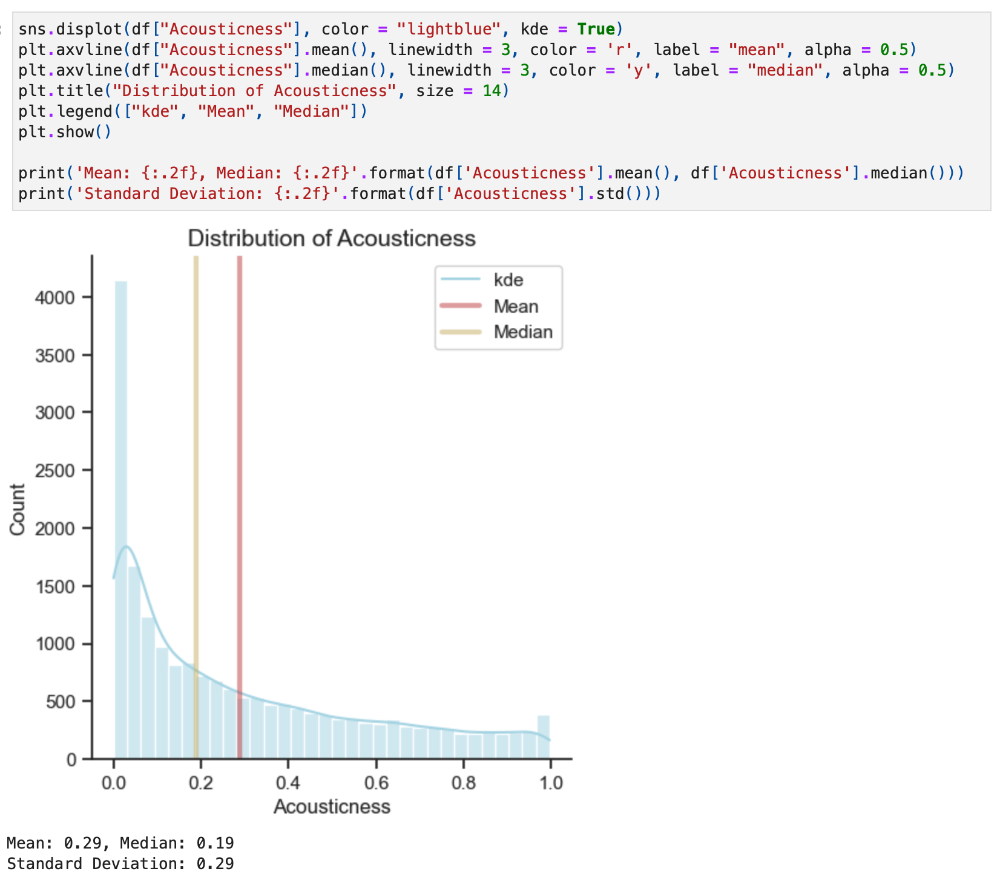 sns.displot(df["Acousticness"], color = "lightblue", kde = True)
plt.axvline(df["Acousticness"].mean(), linewidth = 3, color = 'r', label = "mean", alpha = 0.5)
plt.axvline(df["Acousticness"].median(), linewidth = 3, color = 'y', label = "median", alpha = 0.5)
plt.title("Distribution of Acousticness", size = 14)
plt.legend(["kde", "Mean", "Median"])
plt.show()
print('Mean: {:.2f}, Median: {:.2f}'.format(df['Acousticness'].mean(), df['Acousticness'].median()))
print('Standard Deviation: {:.2f}'.format(df['Acousticness'].std()))
Distribution of Acousticness
kde
Mean
Median
4000
3500
3000
2500
2000
1500
1000
500
0
Count
0.0 0.2 0.4 0.6 0.8 1.0
Acousticness
Mean: 0.29, Median: 0.19
Standard Deviation: 0.29